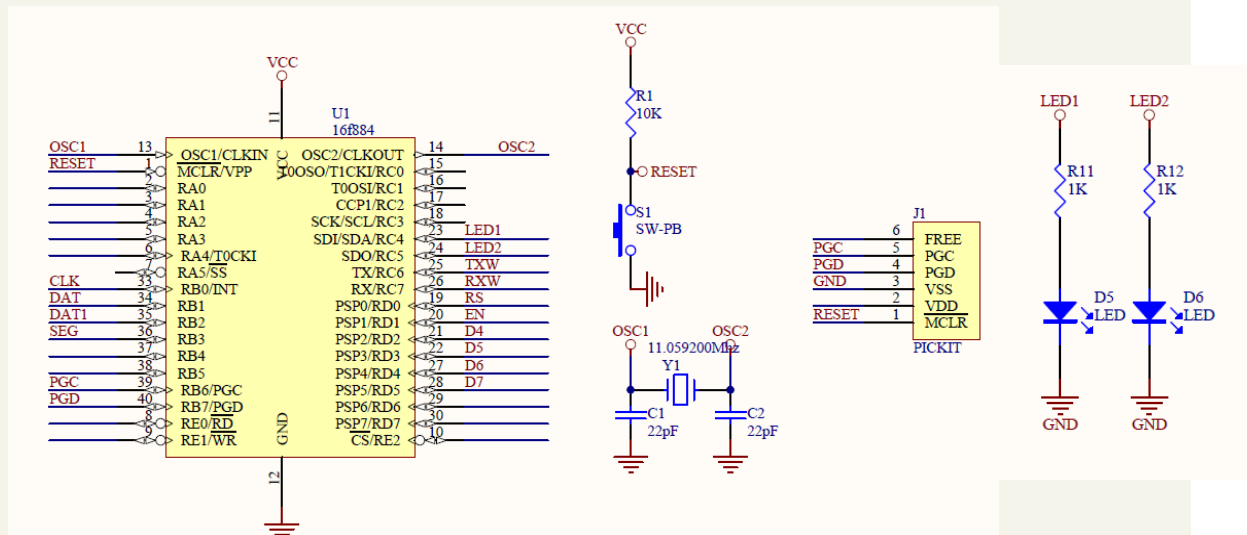 VCC
U1
16f884
11
OSC1 13 OSC1/CLKIN
RESET 1 MCLR/VPP
2 RA0
3 RA1
4 RA2
5 RA3
6 RA4/T0CKI
7 RA5/SS
CLK 33 RB0/INT
DAT 34 RB1
DAT1 35 RB2
SEG 36 RB3
37 RB4
38 RB5
PGC 39 RB6/PGC
PGD 40 RB7/PGD
8 RE0/RD
9 RE1/WR
VCC
GND
OSC2/CLKOUT 14 OSC2
T0OSO/T1CKI/RC0 15
T0OSI/RC1 16
CCP1/RC2 17
SCK/SCL/RC3 18
SDI/SDA/RC4 23 LED1
SDO/RC5 24 LED2
TX/RC6 25 TXW
RX/RC7 26 RXW
PSP0/RD0 19 RS
PSP1/RD1 20 EN
PSP2/RD2 21 D4
PSP3/RD3 22 D5
PSP4/RD4 27 D6
PSP5/RD5 28 D7
PSP6/RD6 29
PSP7/RD7 30
CS/RE2 10
12
VCC
R1
10K
RESET
S1
SW-PB
OSC1 OSC2
11.059200Mhz
Y1
C1
22pF
C2
22pF
J1
6 FREE
PGC 5 PGC
PGD 4 PGD
GND 3 VSS
2 VDD
RESET 1 MCLR
PICKIT
LED1
R11
1K
D5
LED
GND
LED2
R12
1K
D6
LED
GND